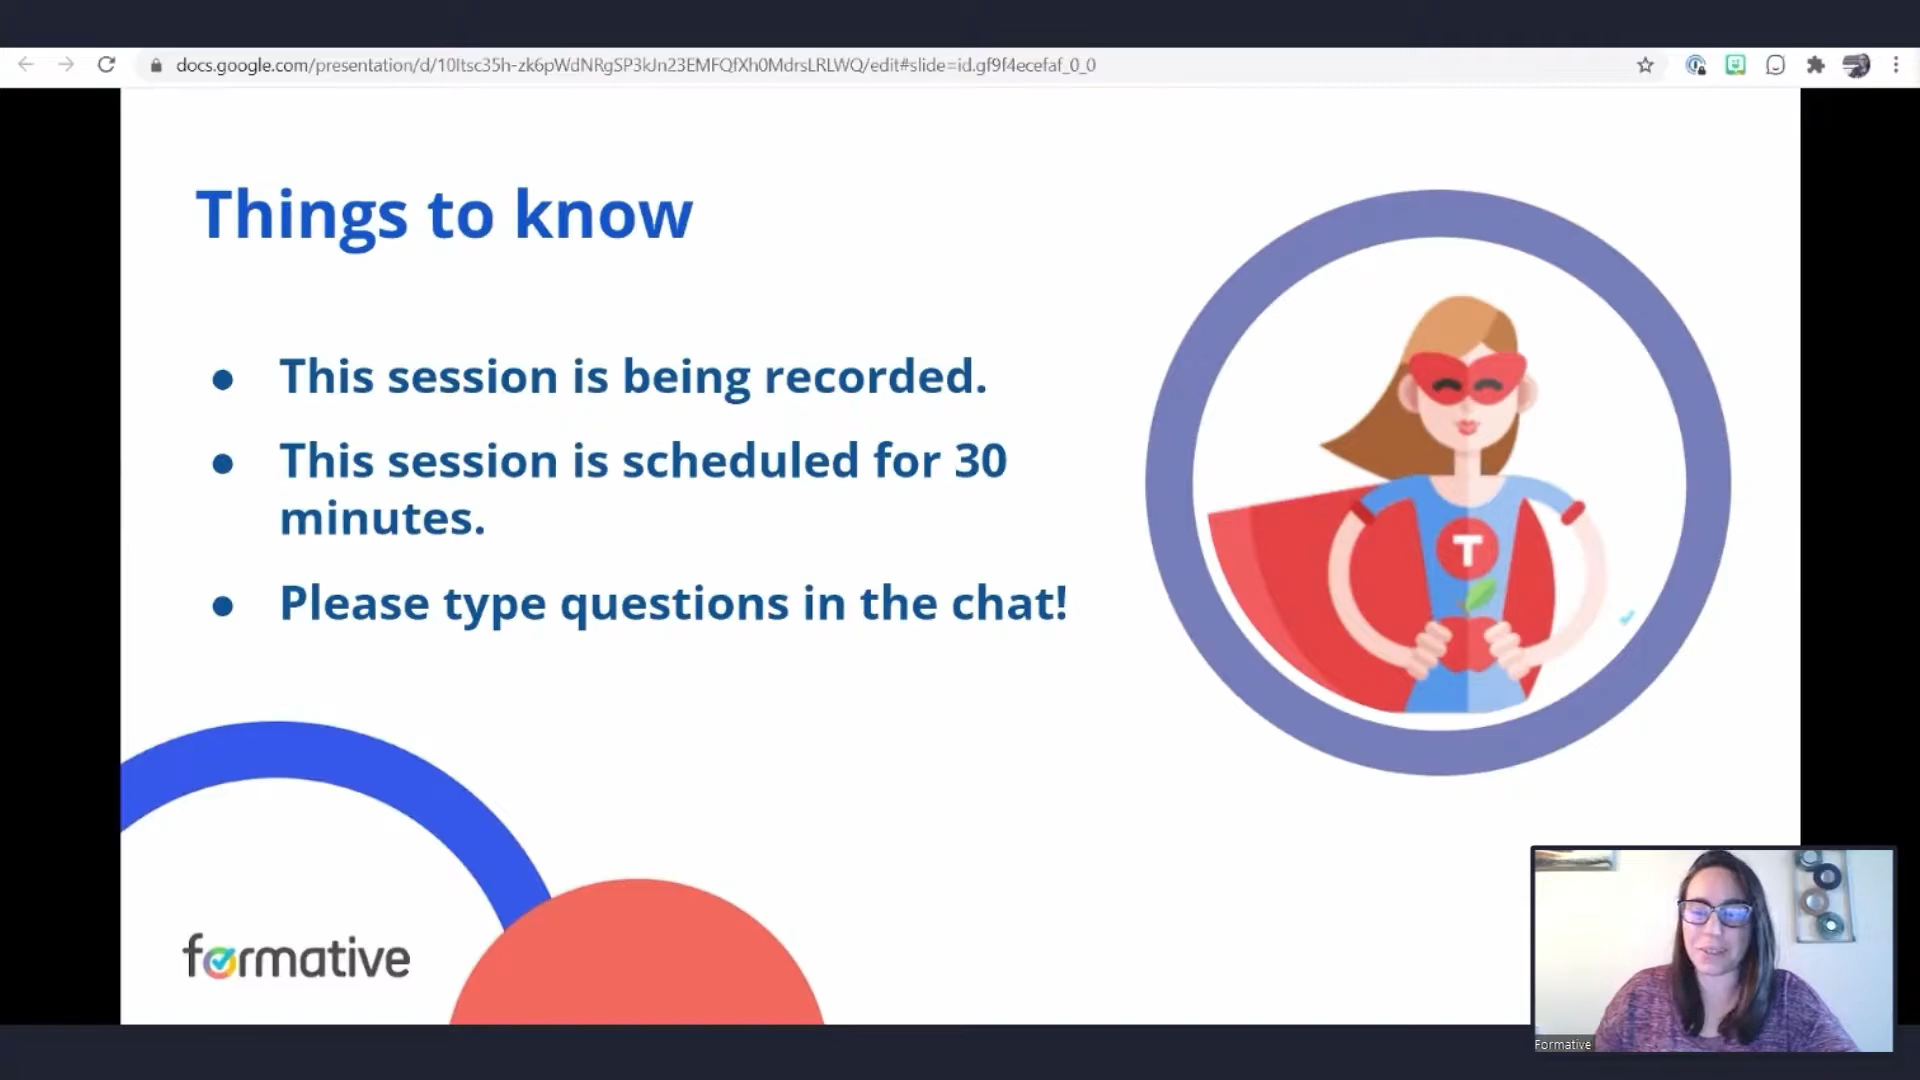 docs.google.com/presentation/d/10Itsc35h-zk6pWdNRgSP3kJn23EMFQfXh0MdrsLRLWQ/edit#slide=id.gf9f4ecefaf_0_0
Things to know
● This session is being recorded.
● This session is scheduled for 30
minutes.
● Please type questions in the chat!
T
formative
Formative